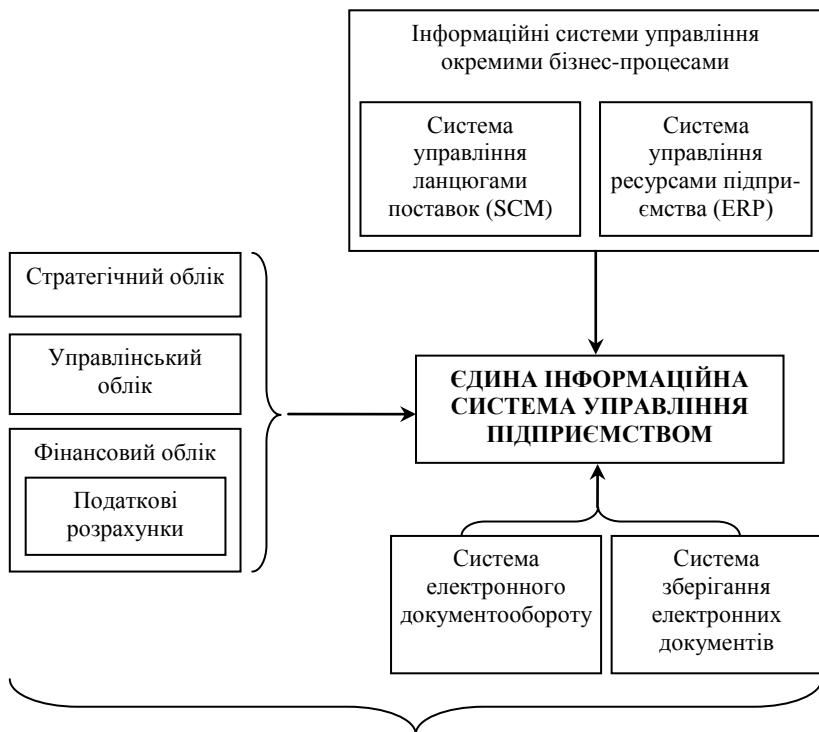 Інформаційні системи управління
окремими бізнес-процесами
Система
управління
ланцюгами
поставок (SCM)
Система
управління
ресурсами підпри-
ємства (ERP)
Стратегічний облік
Управлінський
облік
Фінансовий облік
Податкові
розрахунки
ЄДИНА ІНФОРМАЦІЙНА
СИСТЕМА УПРАВЛІННЯ
ПІДПРИЄМСТВОМ
Система
електронного
документообороту
Система
зберігання
електронних
документів